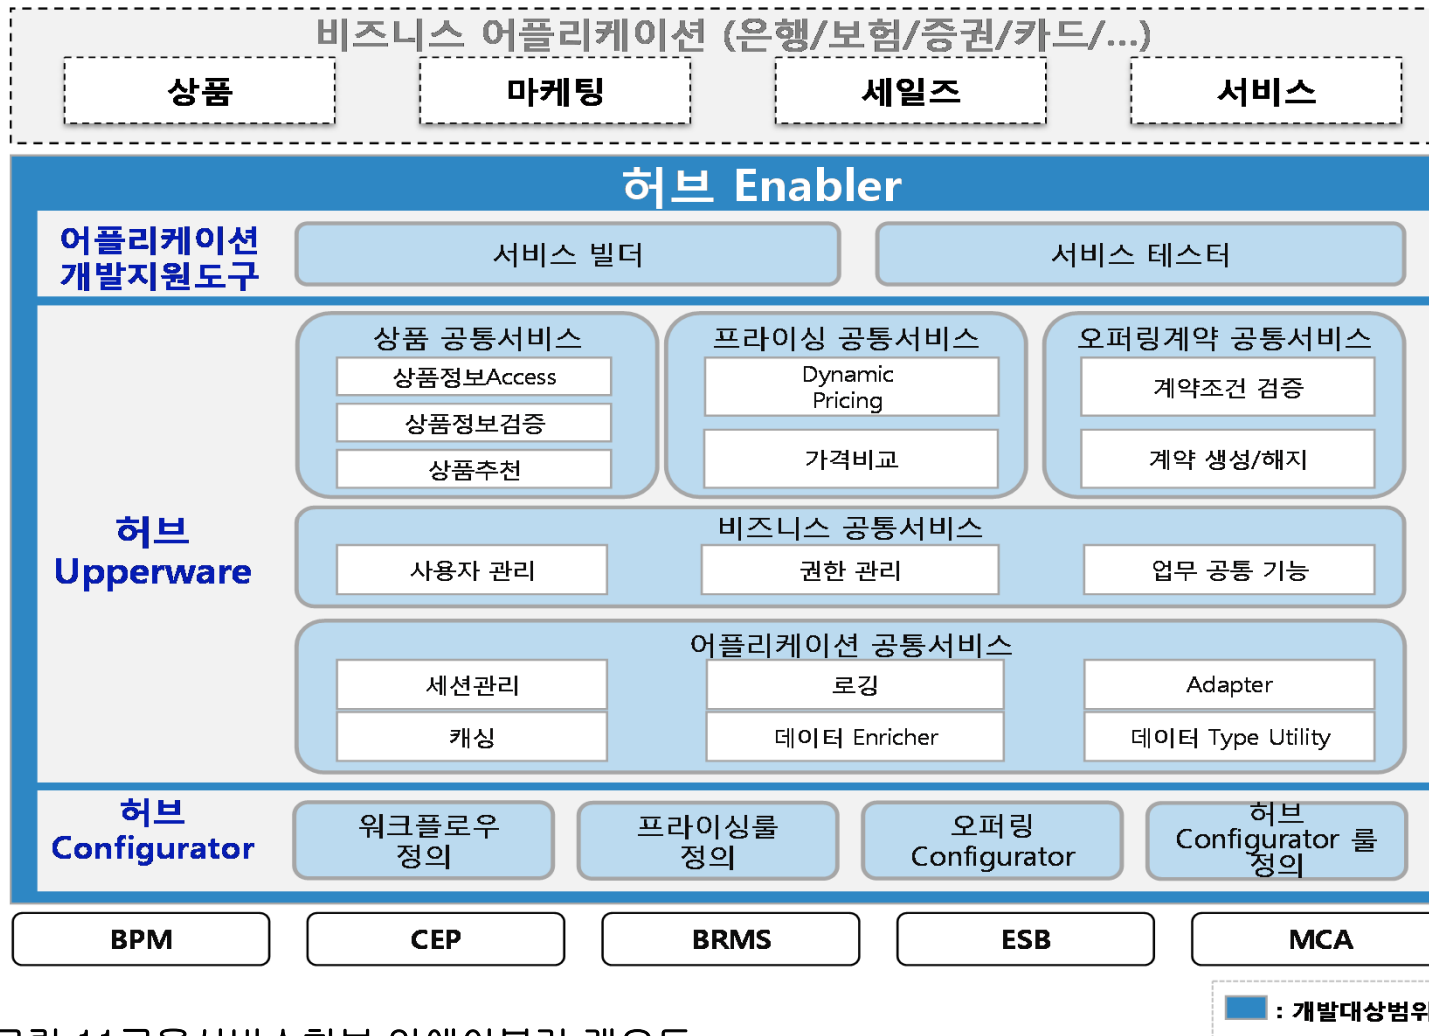 비즈니스 어플리케이션 (은행/보험/증권/카드/...)
상품
마케팅
세일즈
서비스
허브 Enabler
어플리케이션
개발지원도구
서비스 빌더
서비스 테스터
허브
Upperware
상품 공통서비스
상품정보Access
상품정보검증
상품추천
프라이싱 공통서비스
Dynamic
Pricing
가격비교
오퍼링계약 공통서비스
계약조건 검증
계약 생성/해지
비즈니스 공통서비스
사용자 관리
권한 관리
업무 공통 기능
어플리케이션 공통서비스
세션관리
로깅
Adapter
캐싱
데이터 Enricher
데이터 Type Utility
허브
Configurator
워크플로우
정의
프라이싱룰
정의
오퍼링
Configurator
허브
Configurator 룰
정의
BPM
CEP
BRMS
ESB
MCA
: 개발대상범위